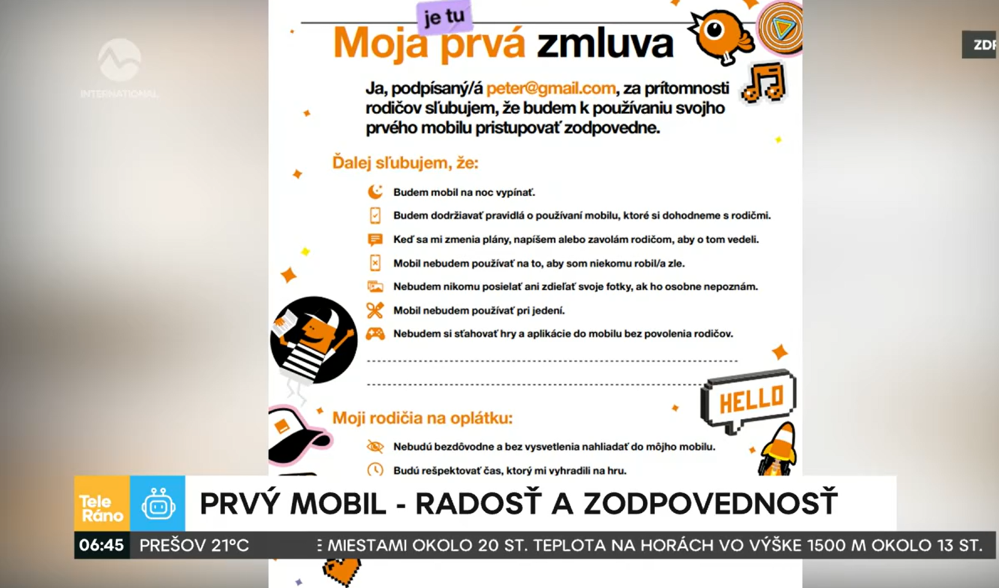 je tu
Moja prvá zmluva
INTERNATIONAL
Ja, podpísaný/á peter@gmail.com, za prítomnosti
rodičov sľubujem, že budem k používaniu svojho
prvého mobilu pristupovať zodpovedne.
Ďalej sľubujem, že:
Budem mobil na noc vypínať.
Budem dodržiavať pravidlá o používaní mobilu, ktoré si dohodneme s rodičmi.
Keď sa mi zmenia plány, napíšem alebo zavolám rodičom, aby o tom vedeli.
Mobil nebudem používať na to, aby som niekomu robil/a zle.
Nebudem nikomu posielať ani zdieľať svoje fotky, ak ho osobne nepoznám.
Mobil nebudem používať pri jedení.
Nebudem si sťahovať hry a aplikácie do mobilu bez povolenia rodičov.
HELLO
Moji rodičia na oplátku:
Nebudú bezdôvodne a bez vysvetlenia nahliadať do môjho mobilu.
Budú rešpektovať čas, ktorý mi vyhradili na hru.
Tele
Ráno
PRVÝ MOBIL - RADOSŤ A ZODPOVEDNOSŤ
06:45 PREŠOV 21°C MIESTAMI OKOLO 20 ST. TEPLOTA NA HORÁCH VO VÝŠKE 1500 M OKOLO 13 ST.